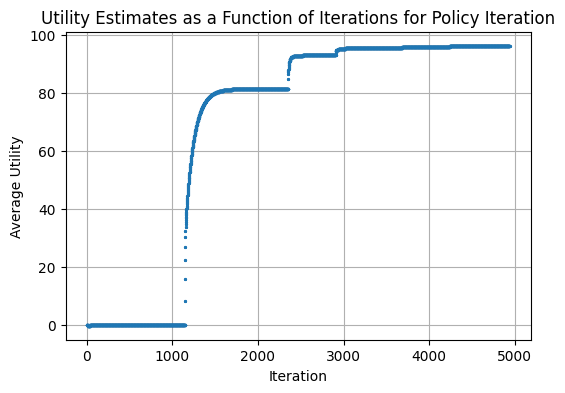 Utility Estimates as a Function of Iterations for Policy Iteration
100
80
60
40
20
0
Average Utility
0 1000 2000 3000 4000 5000
Iteration